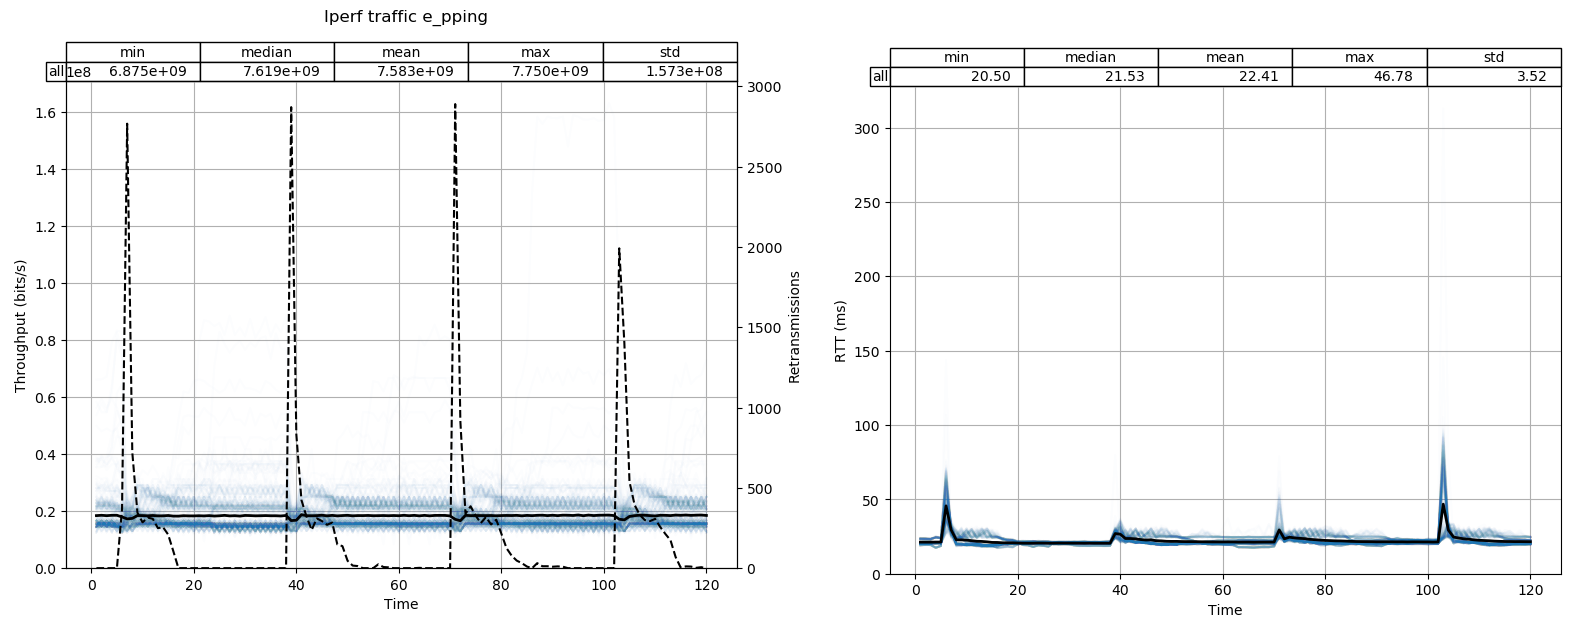 Iperf traffic e_pping
min median mean max std
all 6.875e+09 7.619e+09 7.583e+09 7.750e+09 1.573e+08
1e8
1.6
1.4
1.2
1.0
0.8
0.6
0.4
0.2
0.0
Throughput (bits/s)
0 20 40 60 80 100 120
Time
3000
2500
2000
1500
1000
500
0
Retransmissions
min median mean max std
all 20.50 21.53 22.41 46.78 3.52
300
250
200
150
100
50
0
RTT (ms)
0 20 40 60 80 100 120
Time